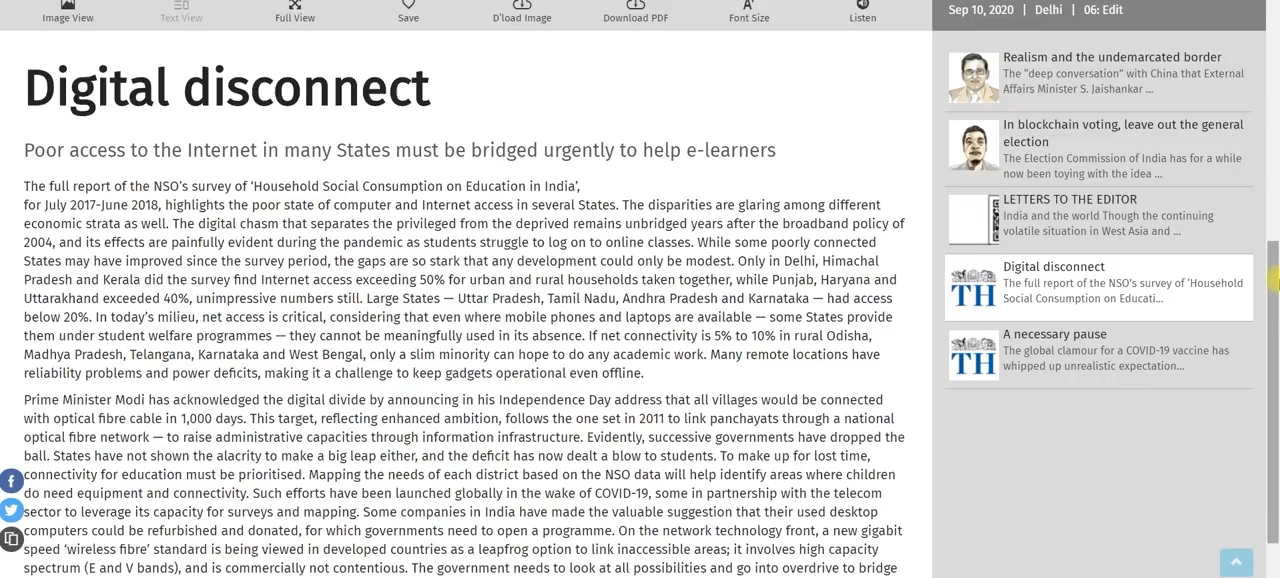 Image View
Text View
Full View
Save
D'load Image
Download PDF
Font Size
Listen
Digital disconnect
Poor access to the Internet in many States must be bridged urgently to help e-learners
The full report of the NSO's survey of 'Household Social Consumption on Education in India',
for July 2017-June 2018, highlights the poor state of computer and Internet access in several States. The disparities are glaring among different
economic strata as well. The digital chasm that separates the privileged from the deprived remains unbridged years after the broadband policy of
2004, and its effects are painfully evident during the pandemic as students struggle to log on to online classes. While some poorly connected
States may have improved since the survey period, the gaps are so stark that any development could only be modest. Only in Delhi, Himachal
Pradesh and Kerala did the survey find Internet access exceeding 50% for urban and rural households taken together, while Punjab, Haryana and
Uttarakhand exceeded 40%, unimpressive numbers still. Large States — Uttar Pradesh, Tamil Nadu, Andhra Pradesh and Karnataka — had access
below 20%. In today's milieu, net access is critical, considering that even where mobile phones and laptops are available — some States provide
them under student welfare programmes — they cannot be meaningfully used in its absence. If net connectivity is 5% to 10% in rural Odisha,
Madhya Pradesh, Telangana, Karnataka and West Bengal, only a slim minority can hope to do any academic work. Many remote locations have
reliability problems and power deficits, making it a challenge to keep gadgets operational even offline.
Prime Minister Modi has acknowledged the digital divide by announcing in his Independence Day address that all villages would be connected
with optical fibre cable in 1,000 days. This target, reflecting enhanced ambition, follows the one set in 2011 to link panchayats through a national
optical fibre network — to raise administrative capacities through information infrastructure. Evidently, successive governments have dropped the
ball. States have not shown the alacrity to make a big leap either, and the deficit has now dealt a blow to students. To make up for lost time,
connectivity for education must be prioritised. Mapping the needs of each district based on the NSO data will help identify areas where children
do need equipment and connectivity. Such efforts have been launched globally in the wake of COVID-19, some in partnership with the telecom
sector to leverage its capacity for surveys and mapping. Some companies in India have made the valuable suggestion that their used desktop
computers could be refurbished and donated, for which governments need to open a programme. On the network technology front, a new gigabit
speed 'wireless fibre' standard is being viewed in developed countries as a leapfrog option to link inaccessible areas; it involves high capacity
spectrum (E and V bands), and is commercially not contentious. The government needs to look at all possibilities and go into overdrive to bridge
Sep 10, 2020 | Delhi | 06: Edit
Realism and the undemarcated border
The "deep conversation" with China that External
Affairs Minister S. Jaishankar ...
In blockchain voting, leave out the general
election
The Election Commission of India has for a while
now been toying with the idea ...
LETTERS TO THE EDITOR
India and the world Though the continuing
volatile situation in West Asia and ...
Digital disconnect
The full report of the NSO's survey of 'Household
Social Consumption on Educati...
TH
A necessary pause
The global clamour for a COVID-19 vaccine has
whipped up unrealistic expectation...
TH